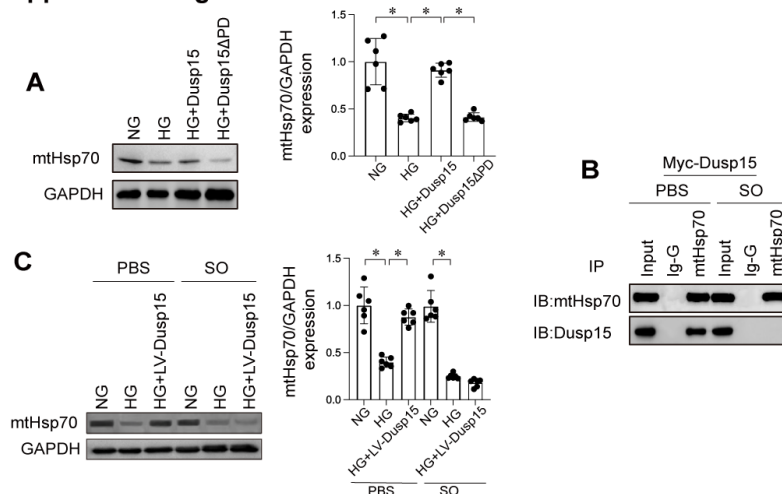 A
NG
HG
HG+Dusp15
HG+Dusp15ΔPD
mtHsp70
GAPDH
mtHsp70/GAPDH
expression
1.5
1.0
0.5
0.0
* * *
NG
HG
HG+Dusp15
HG+Dusp15ΔPD
B
Myc-Dusp15
PBS SO
IP
Input
Ig-G
mtHsp70
Input
Ig-G
mtHsp70
IB:mtHsp70
IB:Dusp15
C
PBS SO
NG
HG
HG+LV-Dusp15
NG
HG
HG+LV-Dusp15
mtHsp70
GAPDH
mtHsp70/GAPDH
expression
1.5
1.0
0.5
0.0
* * *
NG
HG
HG+LV-Dusp15
NG
HG
HG+LV-Dusp15
PBS SO